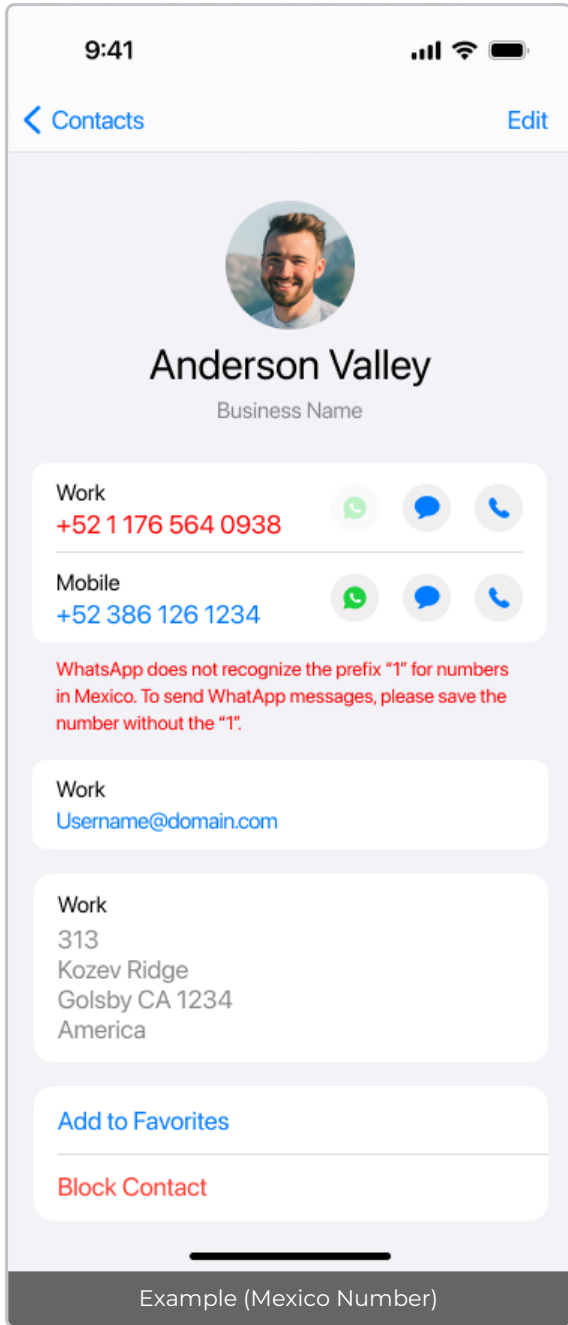 9:41
Contacts
Edit
Anderson Valley
Business Name
Work
+52 1 176 564 0938
Mobile
+52 386 126 1234
WhatsApp does not recognize the prefix “1” for numbers
in Mexico. To send WhatApp messages, please save the
number without the “1”.
Work
Username@domain.com
Work
313
Kozev Ridge
Golsby CA 1234
America
Add to Favorites
Block Contact
Example (Mexico Number)